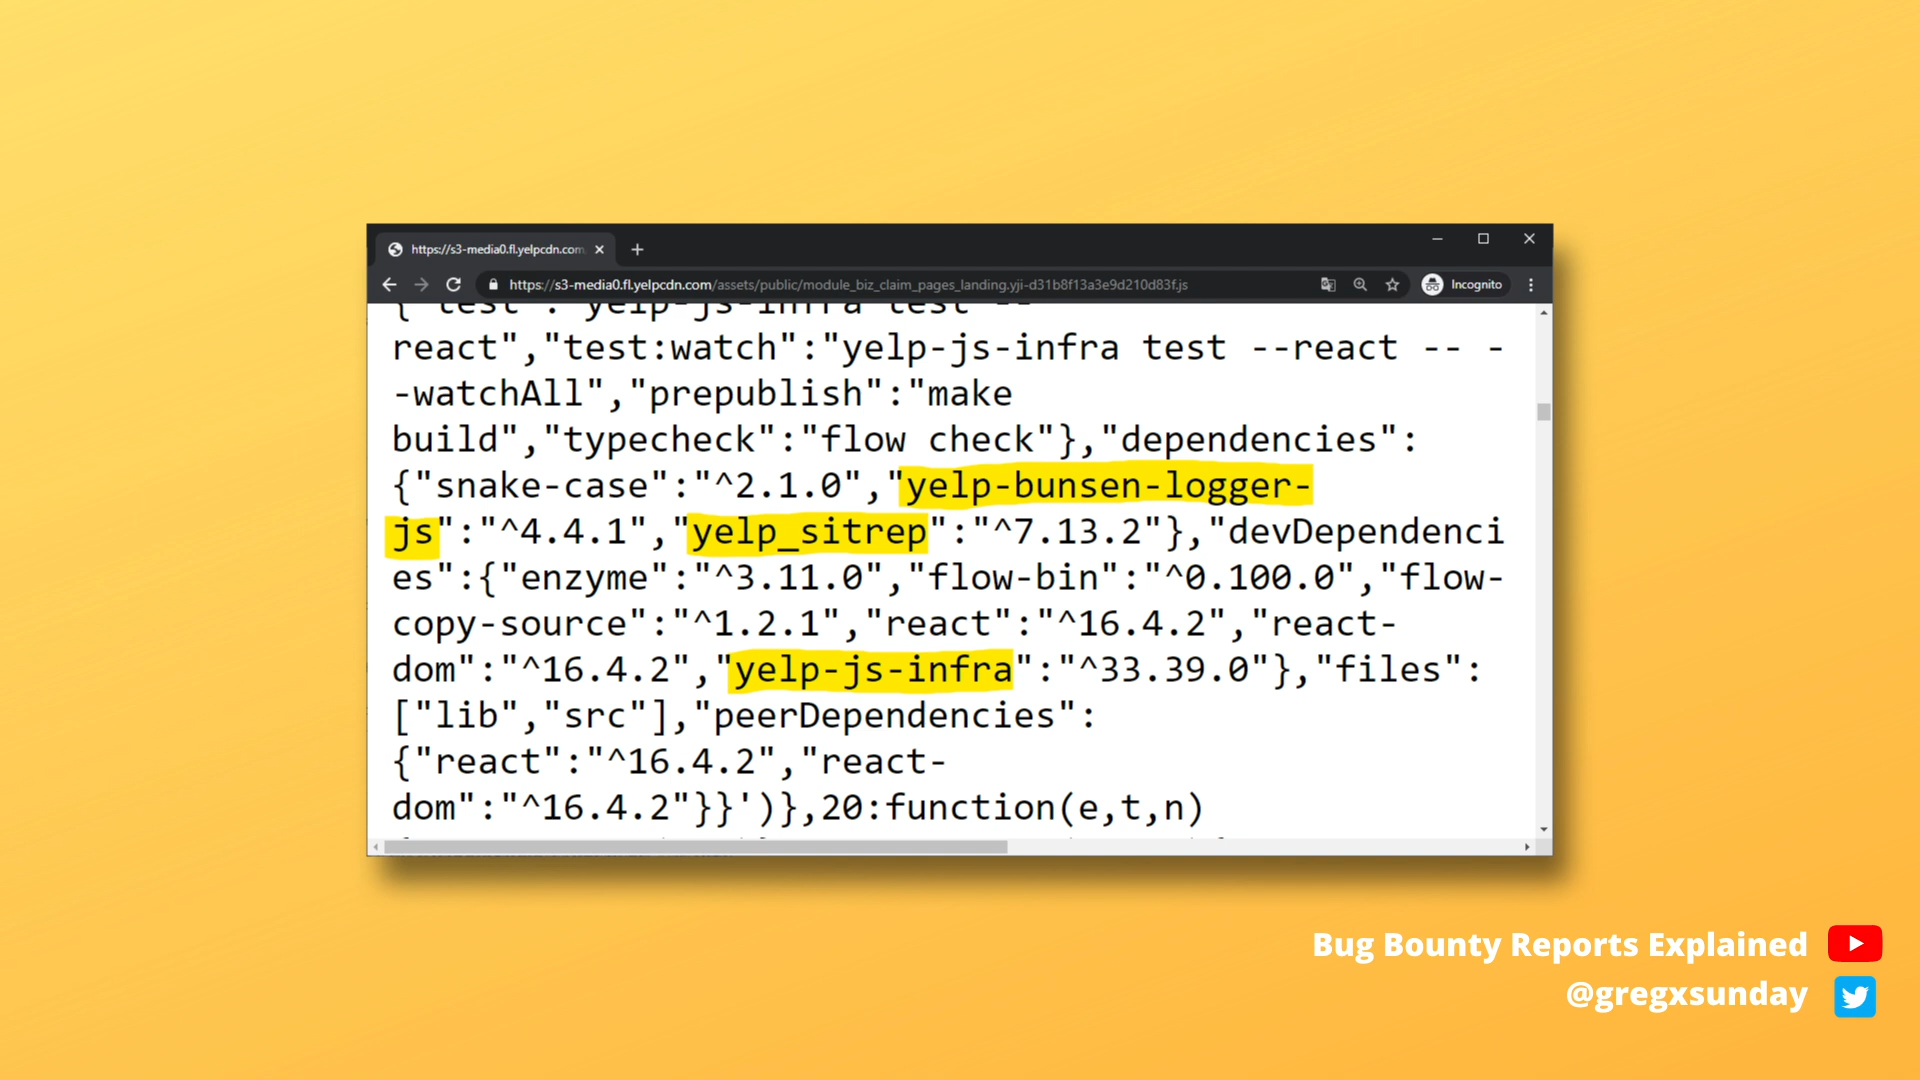 https://s3-media0.fl.yelpcdn.com
https://s3-media0.fl.yelpcdn.com/assets/public/module_biz_claim_pages_landing.yji-d31b8f13a3e9d210d83f.js
Incognito
{"test":"yelp-js-infra test --
react","test:watch":"yelp-js-infra test --react -- -
-watchAll","prepublish":"make
build","typecheck":"flow check"},"dependencies":
{"snake-case":"^2.1.0","yelp-bunsen-logger-
js":"^4.4.1","yelp_sitrep":"^7.13.2"},"devDependenci
es":{"enzyme":"^3.11.0","flow-bin":"^0.100.0","flow-
copy-source":"^1.2.1","react":"^16.4.2","react-
dom":"^16.4.2","yelp-js-infra":"^33.39.0"},"files":
["lib","src"],"peerDependencies":
{"react":"^16.4.2","react-
dom":"^16.4.2"}}')},20:function(e,t,n)
Bug Bounty Reports Explained
@gregxsunday